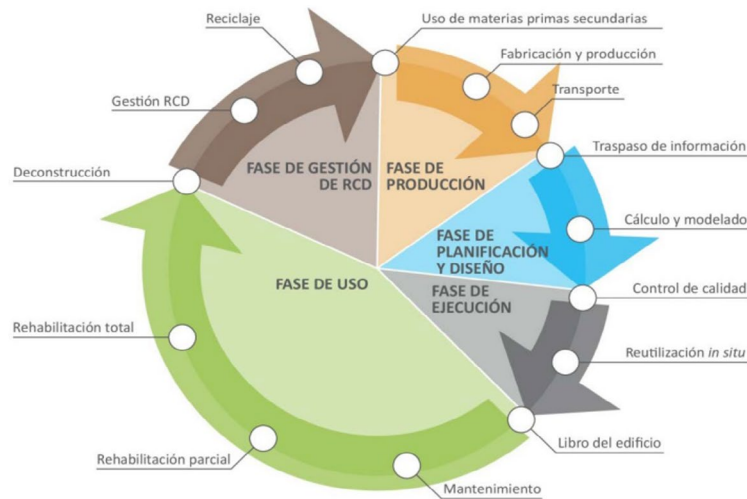 Reciclaje
Uso de materias primas secundarias
Fabricación y producción
Gestión RCD
Transporte
Traspaso de información
Deconstrucción
FASE DE GESTIÓN
DE RCD
FASE DE
PRODUCCIÓN
Cálculo y modelado
FASE DE
PLANIFICACIÓN
Y DISEÑO
FASE DE USO
FASE DE
EJECUCIÓN
Control de calidad
Rehabilitación total
Reutilización in situ
Libro del edificio
Rehabilitación parcial
Mantenimiento